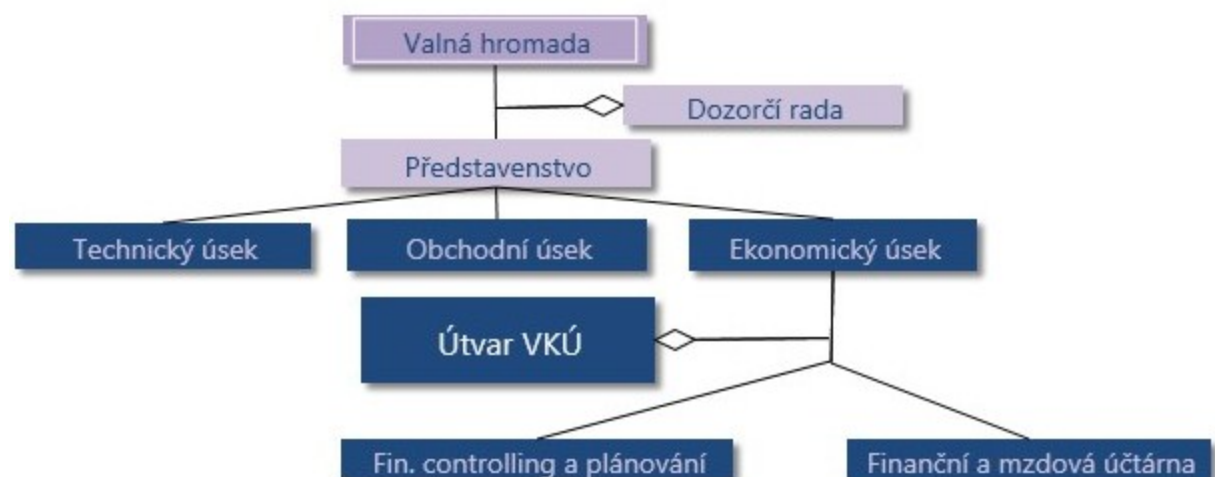 Valná hromada
Dozorčí rada
Představenstvo
Technický úsek
Obchodní úsek
Ekonomický úsek
Útvar VKÚ
Fin. controlling a plánování
Finanční a mzdová účtárna